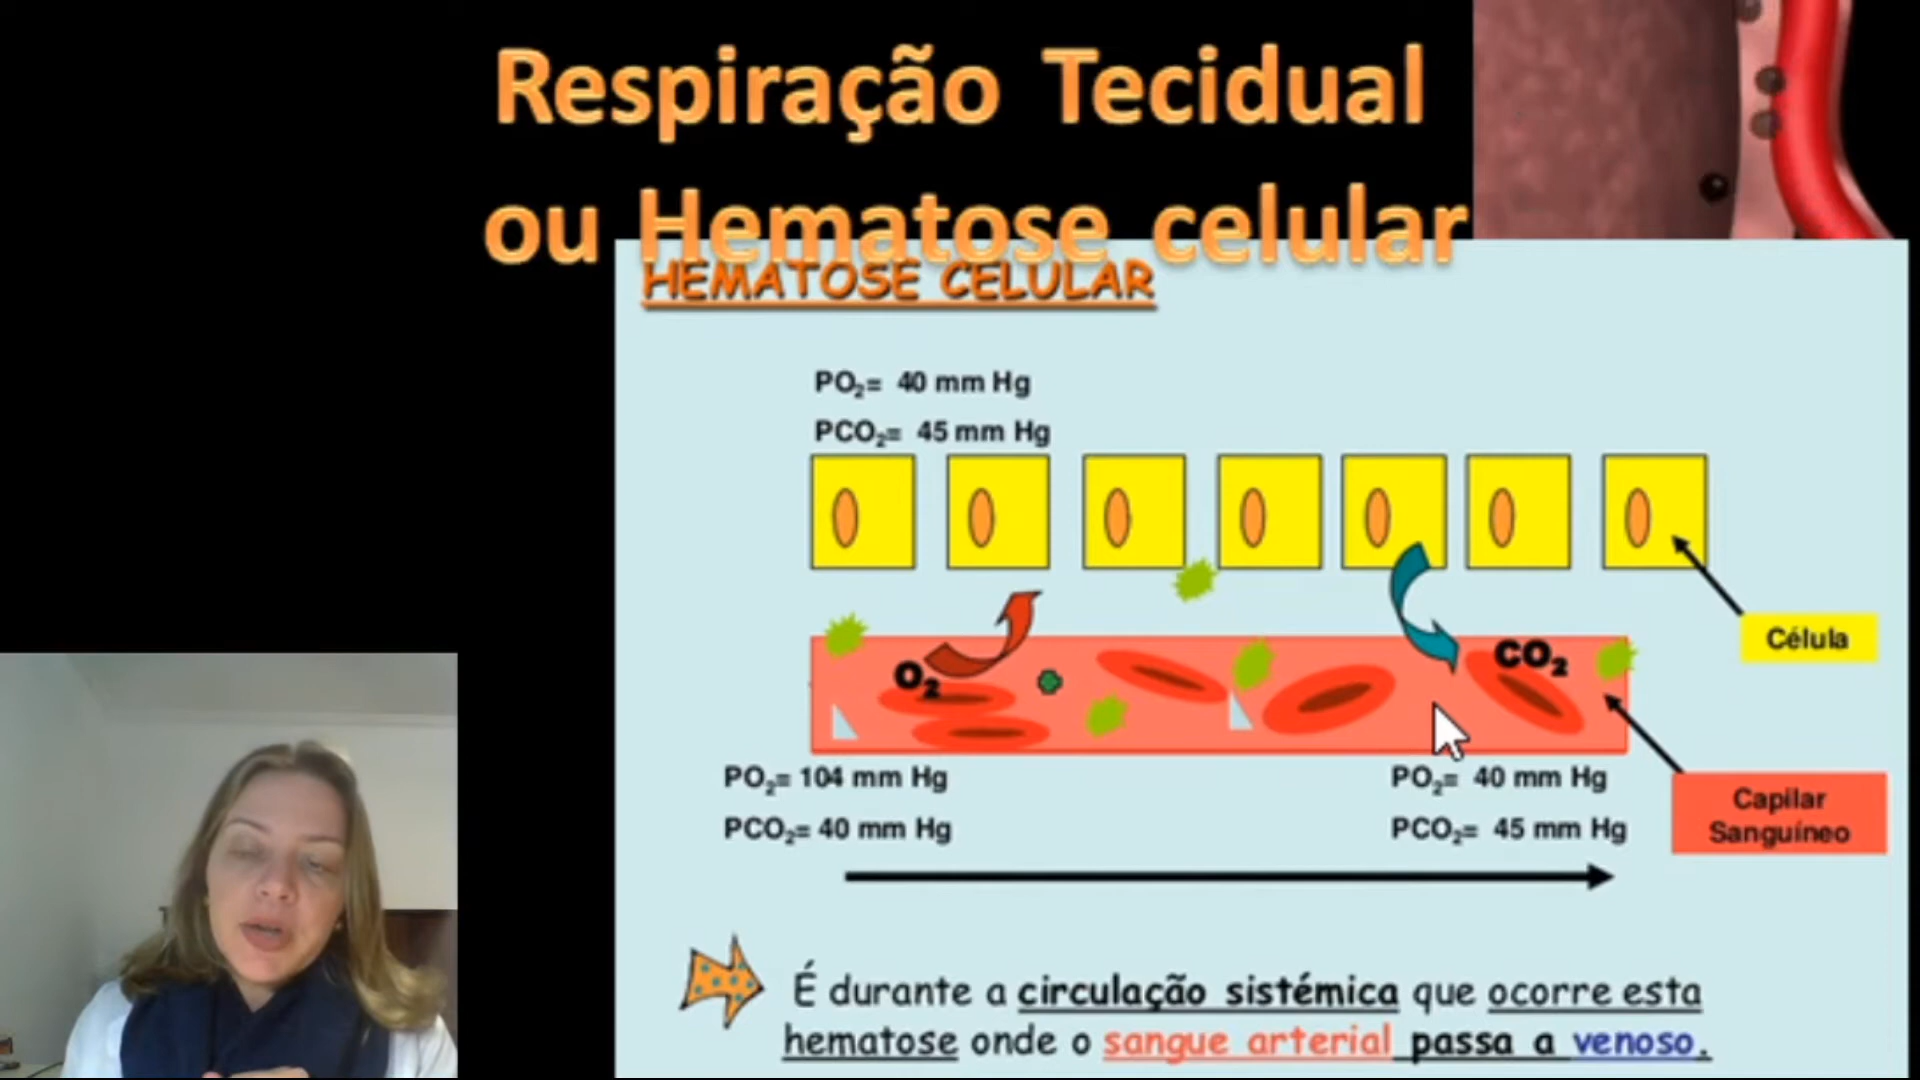 Respiração Tecidual
ou Hematose celular
HEMATOSE CELULAR
PO₂= 40 mm Hg
PCO₂= 45 mm Hg
Célula
O₂
CO₂
PO₂= 104 mm Hg
PCO₂= 40 mm Hg
PO₂= 40 mm Hg
PCO₂= 45 mm Hg
Capilar
Sanguíneo
É durante a circulação sistémica que ocorre esta
hematose onde o sangue arterial passa a venoso.